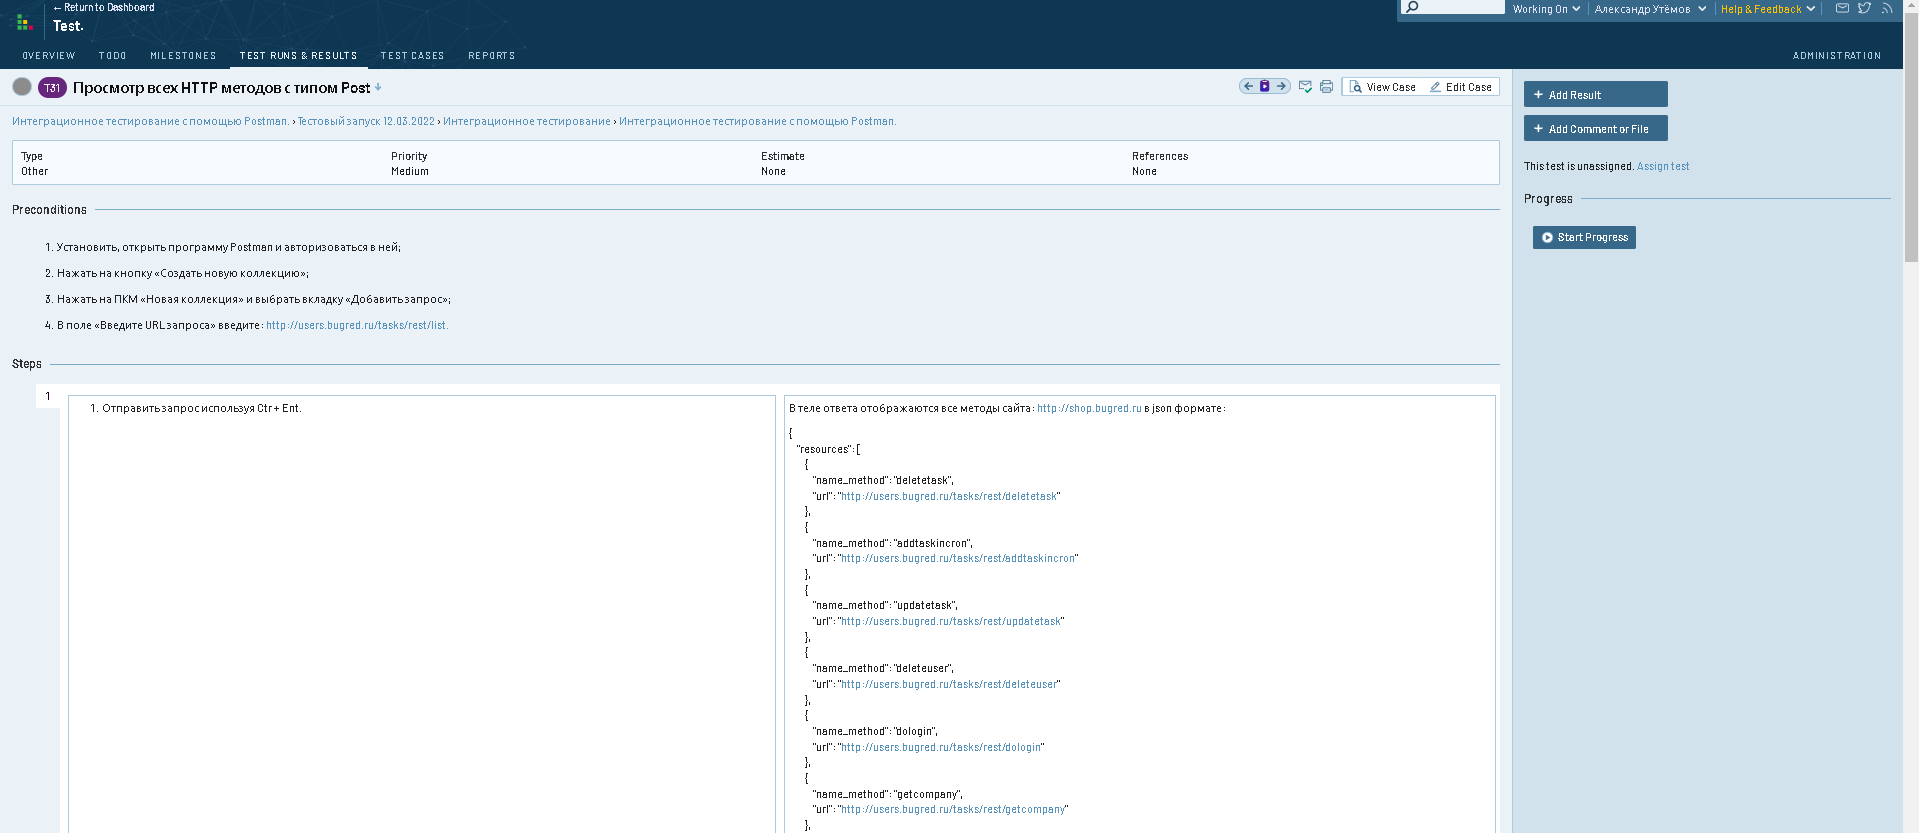 ← Return to Dashboard
Test.
Working On
Александр Утёмов
Help & Feedback
OVERVIEW
TODO
MILESTONES
TEST RUNS & RESULTS
TEST CASES
REPORTS
ADMINISTRATION
T31
Просмотр всех HTTP методов с типом Post
View Case
Edit Case
Интеграционное тестирование с помощью Postman. › Тестовый запуск 12.03.2022 › Интеграционное тестирование › Интеграционное тестирование с помощью Postman.
Type
Other
Priority
Medium
Estimate
None
References
None
Preconditions
1. Установить, открыть программу Postman и авторизоваться в ней;
2. Нажать на кнопку «Создать новую коллекцию»;
3. Нажать на ПКМ «Новая коллекция» и выбрать вкладку «Добавить запрос»;
4. В поле «Введите URL запроса» введите: http://users.bugred.ru/tasks/rest/list.
Steps
1
1. Отправить запрос используя Ctr + Ent.
В теле ответа отображаются все методы сайта: http://shop.bugred.ru в json формате:
{
"resources": [
{
"name_method": "deletetask",
"url": "http://users.bugred.ru/tasks/rest/deletetask"
},
{
"name_method": "addtaskincron",
"url": "http://users.bugred.ru/tasks/rest/addtaskincron"
},
{
"name_method": "updatetask",
"url": "http://users.bugred.ru/tasks/rest/updatetask"
},
{
"name_method": "deleteuser",
"url": "http://users.bugred.ru/tasks/rest/deleteuser"
},
{
"name_method": "dologin",
"url": "http://users.bugred.ru/tasks/rest/dologin"
},
{
"name_method": "getcompany",
"url": "http://users.bugred.ru/tasks/rest/getcompany"
},
+ Add Result
+ Add Comment or File
This test is unassigned. Assign test
Progress
Start Progress